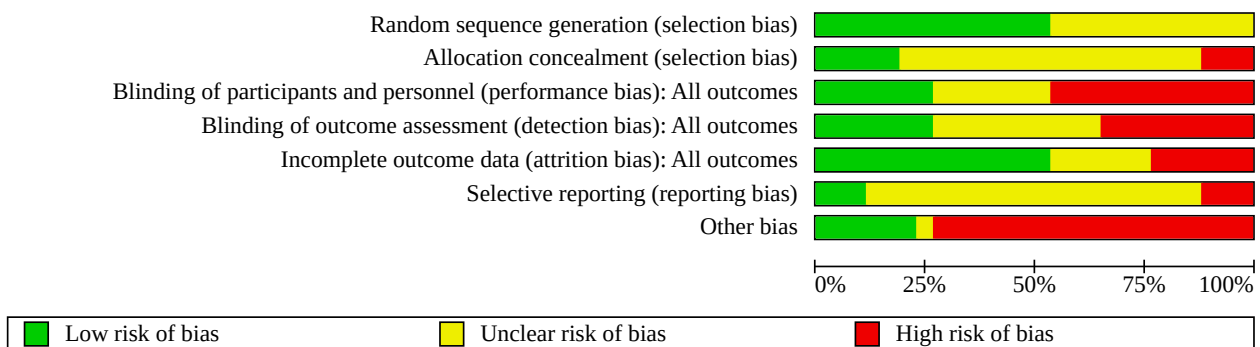 Random sequence generation (selection bias)
Allocation concealment (selection bias)
Blinding of participants and personnel (performance bias): All outcomes
Blinding of outcome assessment (detection bias): All outcomes
Incomplete outcome data (attrition bias): All outcomes
Selective reporting (reporting bias)
Other bias
0% 25% 50% 75% 100%
Low risk of bias Unclear risk of bias High risk of bias